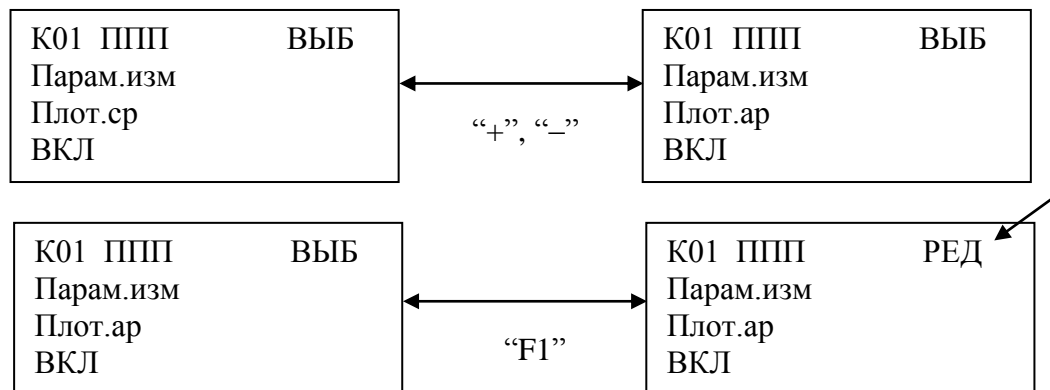 К01 ППП ВЫБ
Парам.изм
Плот.ср
ВКЛ
“+”, “–”
К01 ППП ВЫБ
Парам.изм
Плот.ар
ВКЛ
К01 ППП ВЫБ
Парам.изм
Плот.ар
ВКЛ
“F1”
К01 ППП РЕД
Парам.изм
Плот.ар
ВКЛ